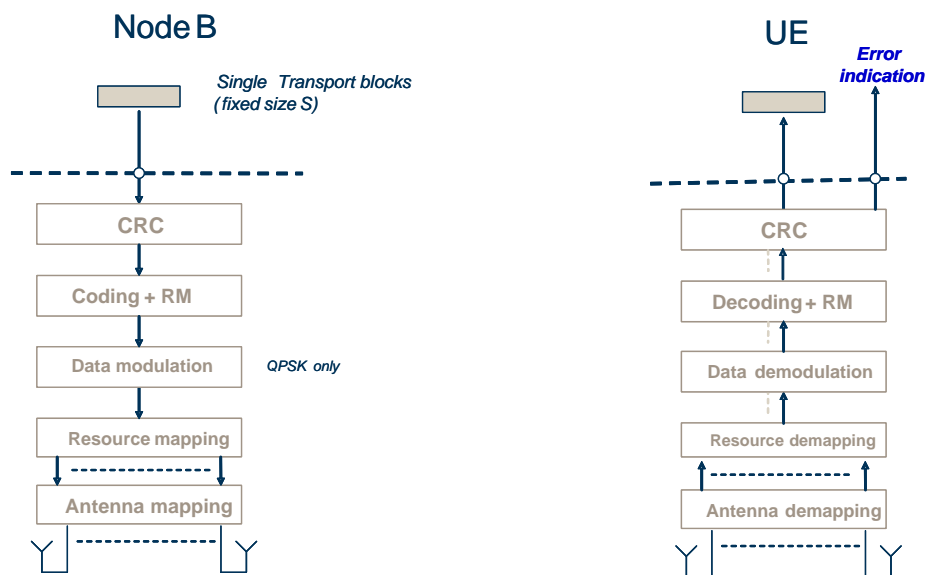 Node B
Single Transport blocks
(fixed size S)
CRC
Coding + RM
Data modulation
QPSK only
Resource mapping
Antenna mapping
UE
Error
indication
CRC
Decoding + RM
Data demodulation
Resource demapping
Antenna demapping